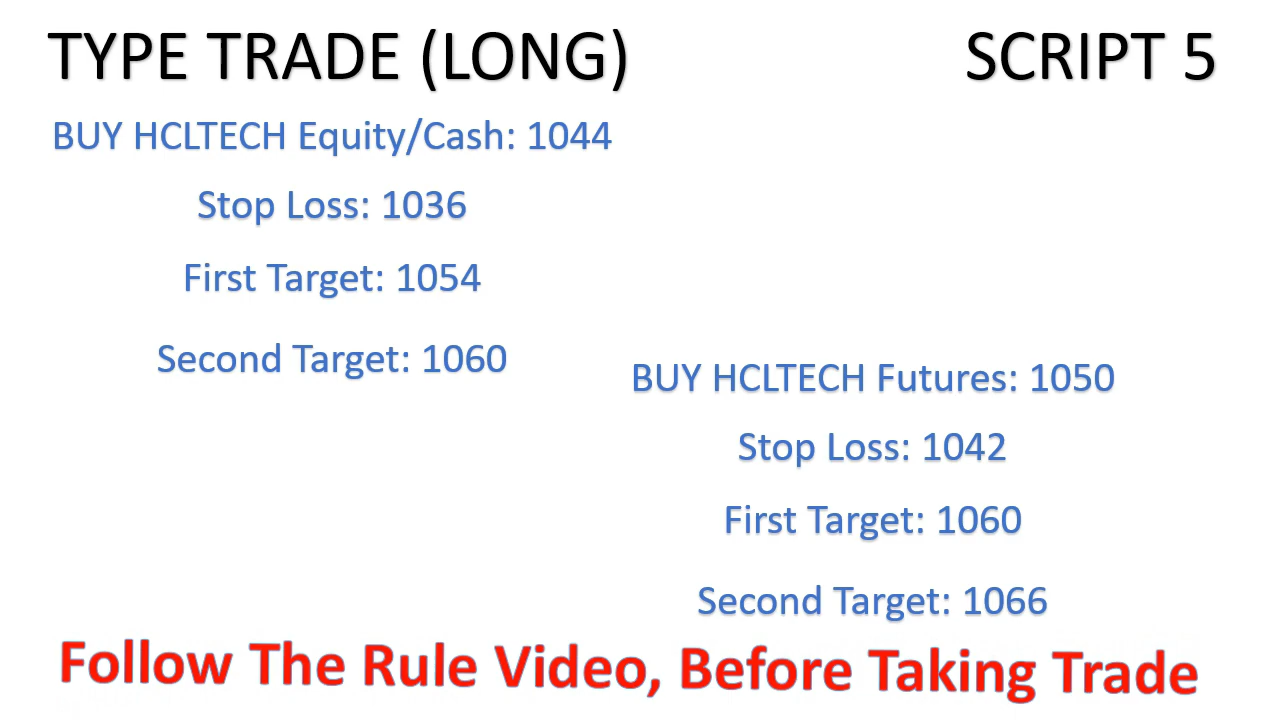 TYPE TRADE (LONG)
SCRIPT 5
BUY HCLTECH Equity/Cash: 1044
Stop Loss: 1036
First Target: 1054
Second Target: 1060
BUY HCLTECH Futures: 1050
Stop Loss: 1042
First Target: 1060
Second Target: 1066
Follow The Rule Video, Before Taking Trade